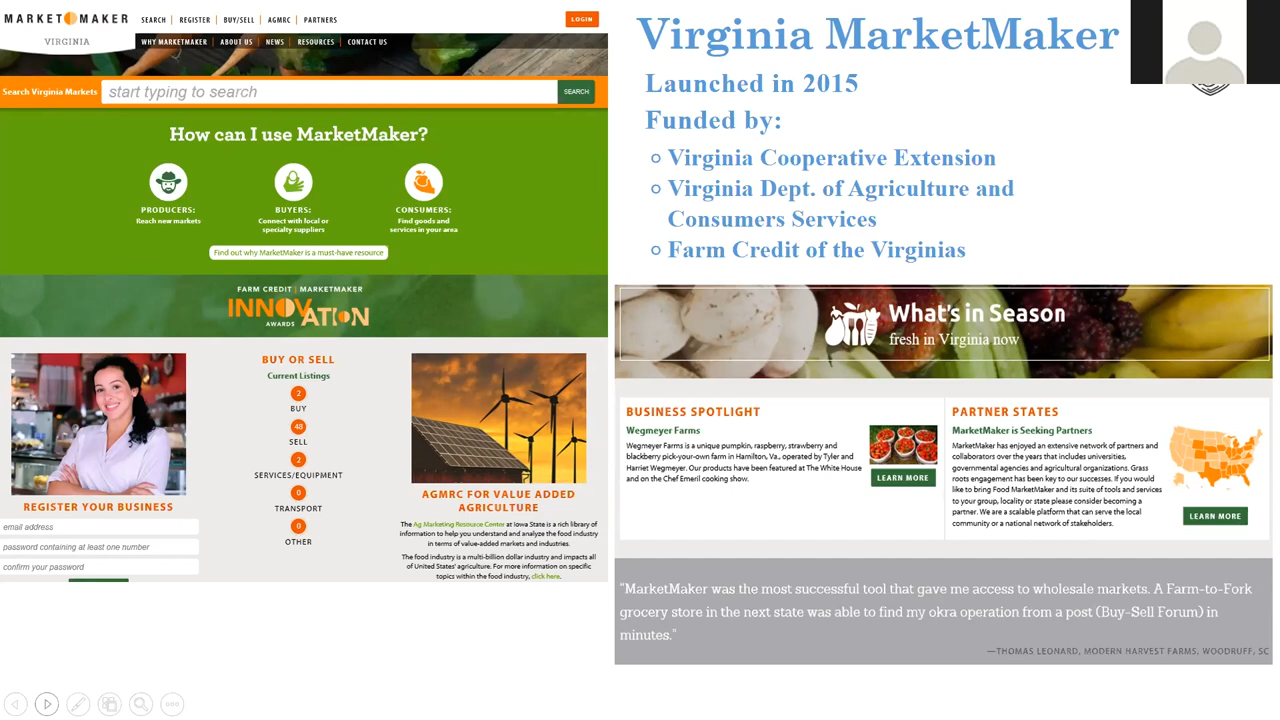 MARKET MAKER
VIRGINIA
SEARCH | REGISTER | BUY/SELL | AGMRC | PARTNERS
LOGIN
WHY MARKETMAKER | ABOUT US | NEWS | RESOURCES | CONTACT US
Search Virginia Markets
start typing to search
SEARCH
How can I use MarketMaker?
PRODUCERS:
Reach new markets
BUYERS:
Connect with local or
specialty suppliers
CONSUMERS:
Find goods and
services in your area
Find out why MarketMaker is a must-have resource
FARM CREDIT | MARKETMAKER
INNOVATION
AWARDS
REGISTER YOUR BUSINESS
email address
password containing at least one number
confirm your password
BUY OR SELL
Current Listings
2
BUY
48
SELL
2
SERVICES/EQUIPMENT
0
TRANSPORT
0
OTHER
AGMRC FOR VALUE ADDED
AGRICULTURE
The Ag Marketing Resource Center at Iowa State is a rich library of
information to help you understand and analyze the food industry
in terms of value-added markets and industries.
The food industry is a multi-billion dollar industry and impacts all
of United States' agriculture. For more information on specific
topics within the food industry, click here.
Virginia MarketMaker
Launched in 2015
Funded by:
Virginia Cooperative Extension
Virginia Dept. of Agriculture and
Consumers Services
Farm Credit of the Virginias
What's in Season
fresh in Virginia now
BUSINESS SPOTLIGHT
Wegmeyer Farms
Wegmeyer Farms is a unique pumpkin, raspberry, strawberry and
blackberry pick-your-own farm in Hamilton, Va., operated by Tyler and
Harriet Wegmeyer. Our products have been featured at The White House
and on the Chef Emeril cooking show.
LEARN MORE
PARTNER STATES
MarketMaker is Seeking Partners
MarketMaker has enjoyed an extensive network of partners and
collaborators over the years that includes universities,
governmental agencies and agricultural organizations. Grass
roots engagement has been key to our successes. If you would
like to bring Food MarketMaker and its suite of tools and services
to your group, locality or state please consider becoming a
partner. We are a scalable platform that can serve the local
community or a national network of stakeholders.
LEARN MORE
"MarketMaker was the most successful tool that gave me access to wholesale markets. A Farm-to-Fork
grocery store in the next state was able to find my okra operation from a post (Buy-Sell Forum) in
minutes."
—THOMAS LEONARD, MODERN HARVEST FARMS, WOODRUFF, SC